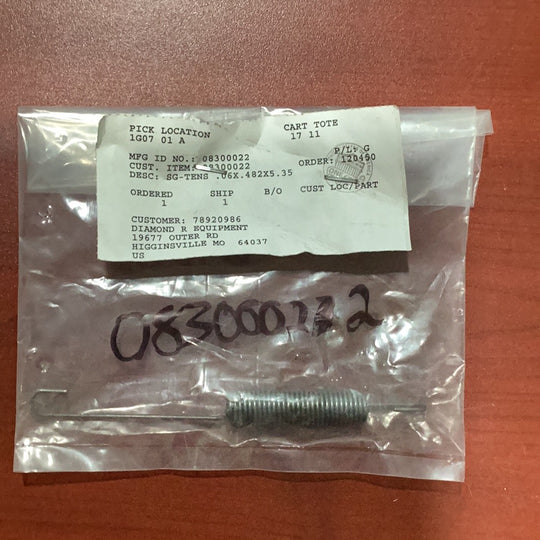 PICK LOCATION CART TOTE
1G07 01 A 17 11
P/L: G
MFG ID NO.: 08300022 ORDER: 120450
CUST. ITEM: 08300022
DESC: SG-TENS .06X.482X5.35
ORDERED SHIP B/O CUST LOC/PART
1 1
CUSTOMER: 78920986
DIAMOND R EQUIPMENT
19677 OUTER RD
HIGGINSVILLE MO 64037
US